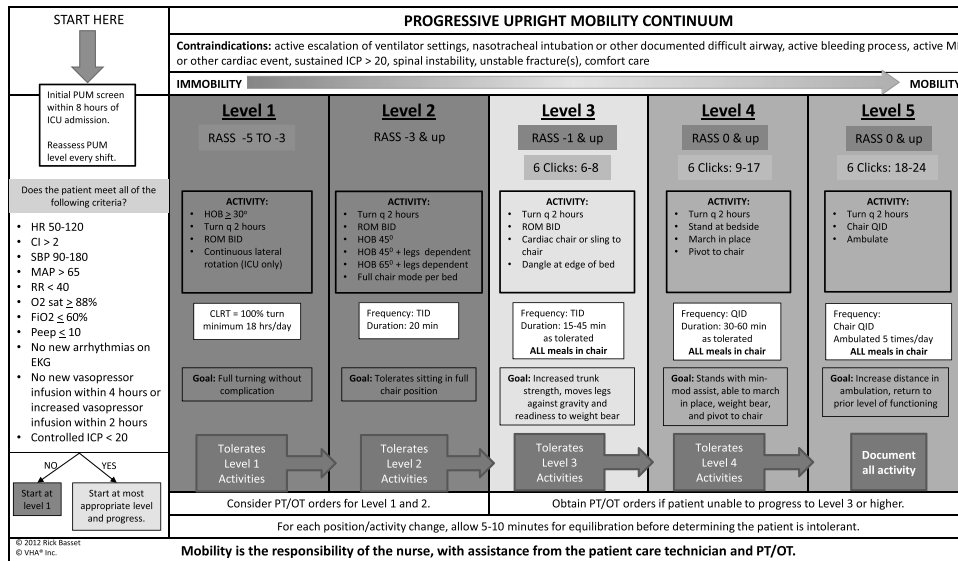 START HERE
Initial PUM screen
within 8 hours of
ICU admission.
Reassess PUM
level every shift.
Does the patient meet all of the
following criteria?
• HR 50-120
• CI > 2
• SBP 90-180
• MAP > 65
• RR < 40
• O2 sat ≥ 88%
• FiO2 ≤ 60%
• Peep ≤ 10
• No new arrhythmias on
EKG
• No new vasopressor
infusion within 4 hours or
increased vasopressor
infusion within 2 hours
• Controlled ICP < 20
NO
YES
Start at
level 1
Start at most
appropriate level
and progress.
© 2012 Rick Basset
© VHA® Inc.
PROGRESSIVE UPRIGHT MOBILITY CONTINUUM
Contraindications: active escalation of ventilator settings, nasotracheal intubation or other documented difficult airway, active bleeding process, active
or other cardiac event, sustained ICP > 20, spinal instability, unstable fracture(s), comfort care
IMMOBILITY
MOBILITY
Level 1
RASS -5 TO -3
ACTIVITY:
• HOB ≥ 30⁰
• Turn q 2 hours
• ROM BID
• Continuous lateral
rotation (ICU only)
CLRT = 100% turn
minimum 18 hrs/day
Goal: Full turning without
complication
Tolerates
Level 1
Activities
Level 2
RASS -3 & up
ACTIVITY:
• Turn q 2 hours
• ROM BID
• HOB 45⁰
• HOB 45⁰ + legs dependent
• HOB 65⁰ + legs dependent
• Full chair mode per bed
Frequency: TID
Duration: 20 min
Goal: Tolerates sitting in full
chair position
Tolerates
Level 2
Activities
Level 3
RASS -1 & up
6 Clicks: 6-8
ACTIVITY:
• Turn q 2 hours
• ROM BID
• Cardiac chair or sling to
chair
• Dangle at edge of bed
Frequency: TID
Duration: 15-45 min
as tolerated
ALL meals in chair
Goal: Increased trunk
strength, moves legs
against gravity and
readiness to weight bear
Tolerates
Level 3
Activities
Level 4
RASS 0 & up
6 Clicks: 9-17
ACTIVITY:
• Turn q 2 hours
• Stand at bedside
• March in place
• Pivot to chair
Frequency: QID
Duration: 30-60 min
as tolerated
ALL meals in chair
Goal: Stands with min-
mod assist, able to march
in place, weight bear,
and pivot to chair
Tolerates
Level 4
Activities
Level 5
RASS 0 & up
6 Clicks: 18-24
ACTIVITY:
• Turn q 2 hours
• Chair QID
• Ambulate
Frequency:
Chair QID
Ambulated 5 times/day
ALL meals in chair
Goal: Increase distance in
ambulation, return to
prior level of functioning
Document
all activity
Consider PT/OT orders for Level 1 and 2.
Obtain PT/OT orders if patient unable to progress to Level 3 or higher.
For each position/activity change, allow 5-10 minutes for equilibration before determining the patient is intolerant.
Mobility is the responsibility of the nurse, with assistance from the patient care technician and PT/OT.